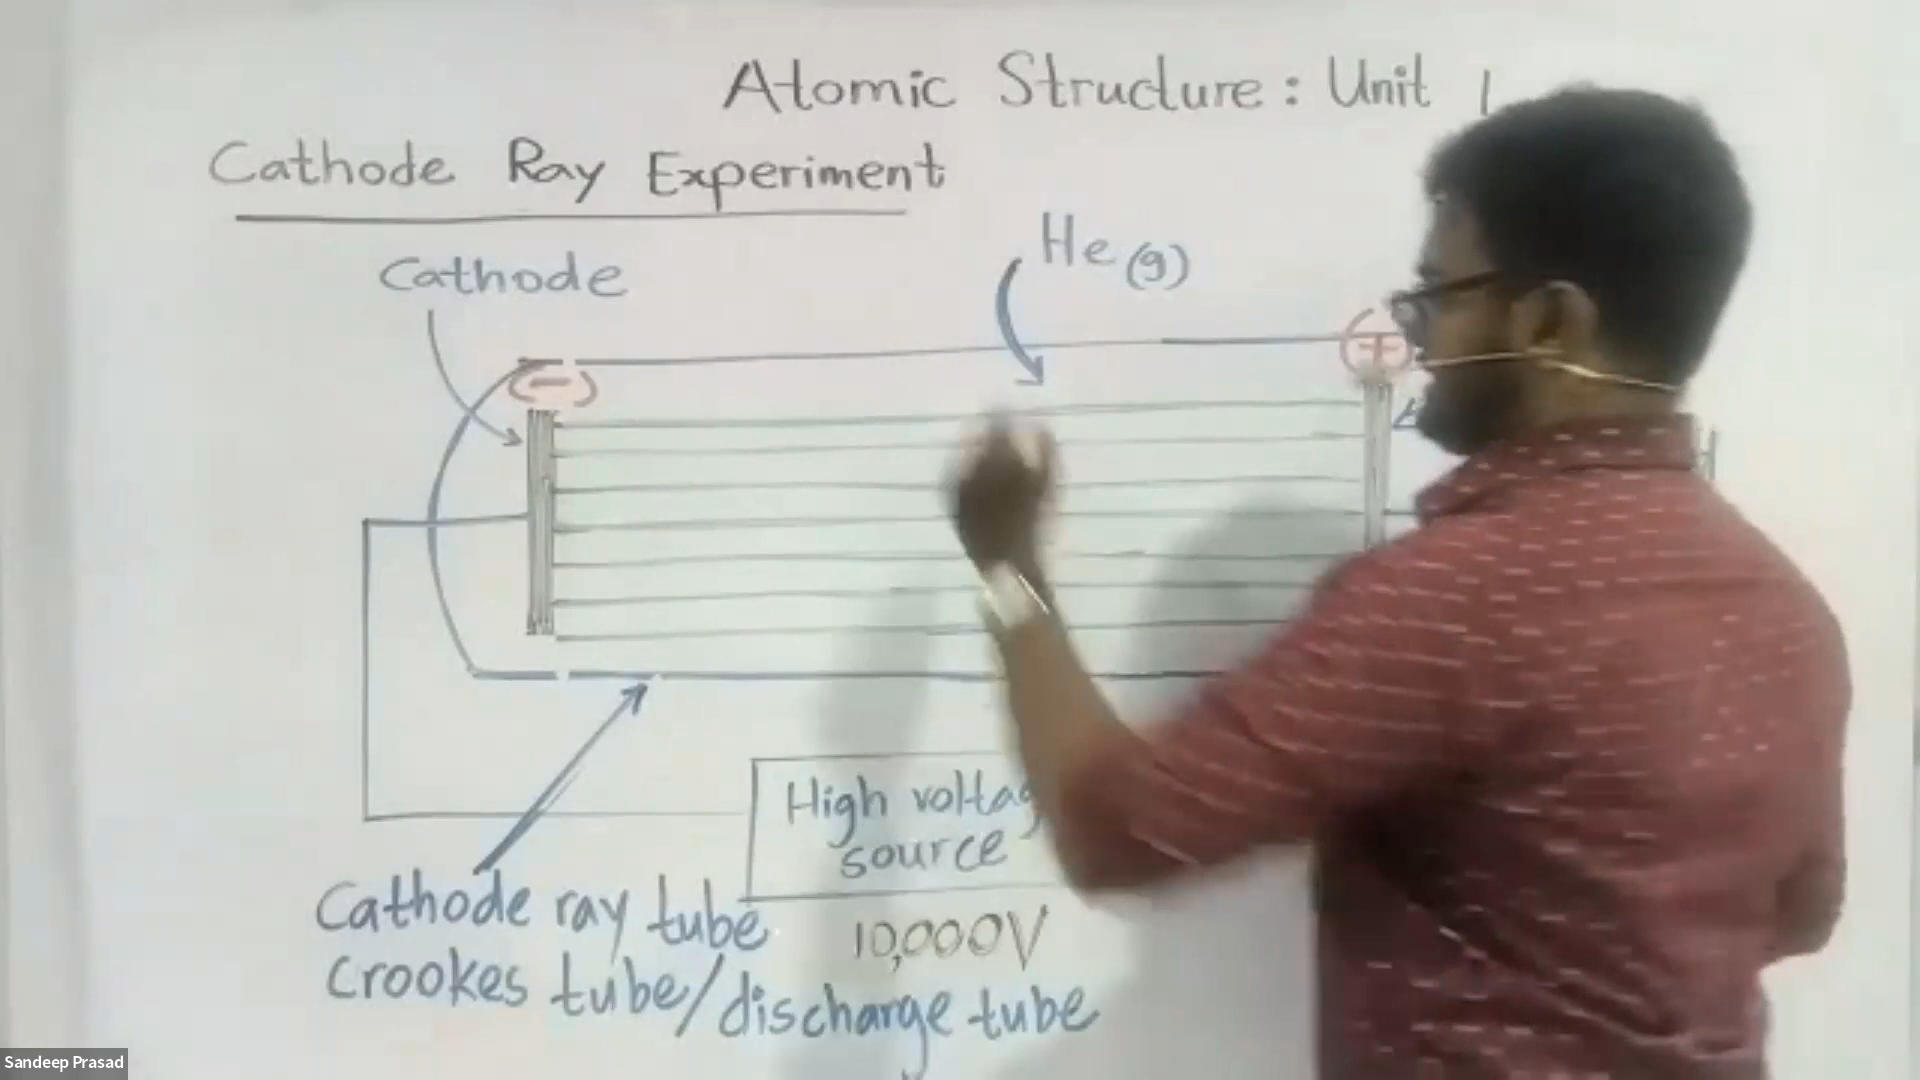 Atomic Structure: Unit 1
Cathode Ray Experiment
He (g)
Cathode
(-)
(+)
High voltag
source
10,000V
Cathode ray tube
Crookes tube/discharge tube
Sandeep Prasad